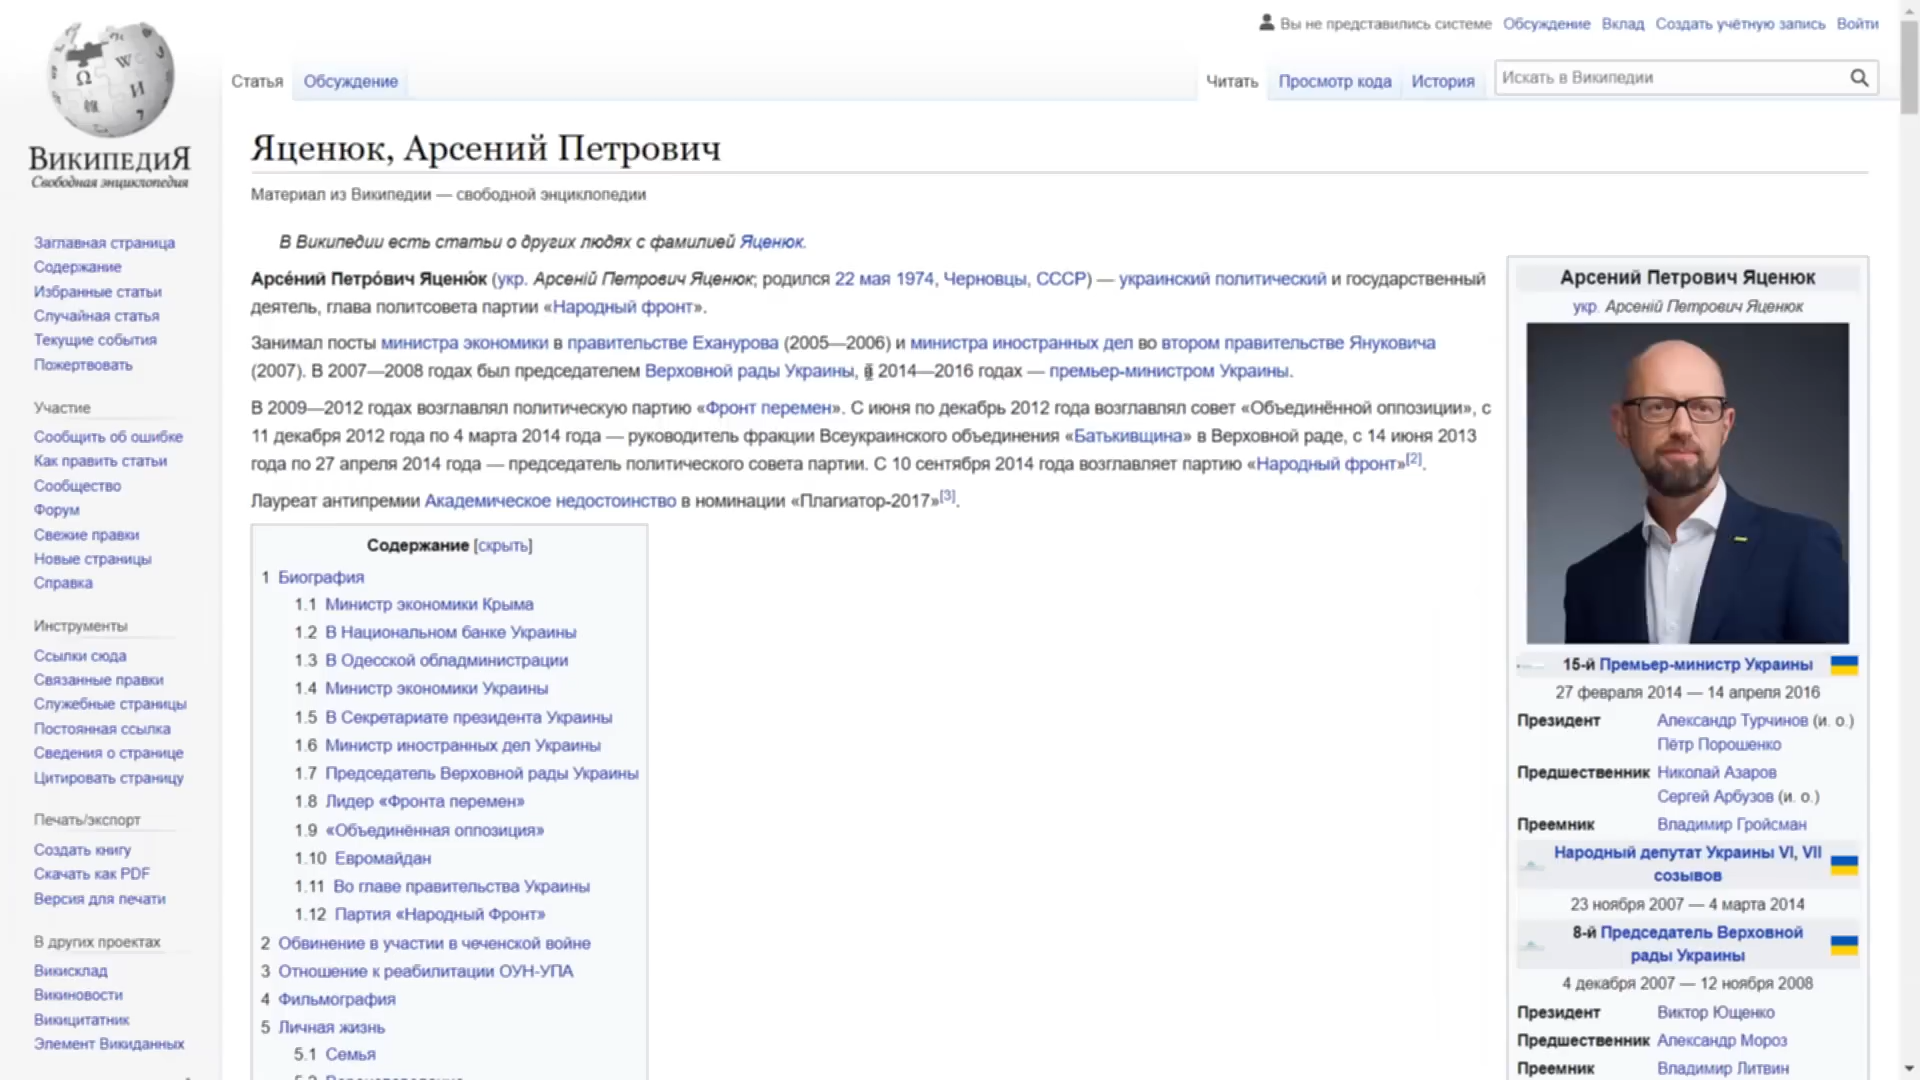 Вы не представились системе Обсуждение Вклад Создать учётную запись Войти
Статья Обсуждение Читать Просмотр кода История Искать в Википедии
ВикипедиЯ
Свободная энциклопедия
Заглавная страница
Содержание
Избранные статьи
Случайная статья
Текущие события
Пожертвовать
Участие
Сообщить об ошибке
Как править статьи
Сообщество
Форум
Свежие правки
Новые страницы
Справка
Инструменты
Ссылки сюда
Связанные правки
Служебные страницы
Постоянная ссылка
Сведения о странице
Цитировать страницу
Печать/экспорт
Создать книгу
Скачать как PDF
Версия для печати
В других проектах
Викисклад
Викиновости
Викицитатник
Элемент Викиданных
Яценюк, Арсений Петрович
Материал из Википедии — свободной энциклопедии
В Википедии есть статьи о других людях с фамилией Яценюк.
Арсе́ний Петро́вич Яценю́к (укр. Арсеній Петрович Яценюк; родился 22 мая 1974, Черновцы, СССР) — украинский политический и государственный
деятель, глава политсовета партии «Народный фронт».
Занимал посты министра экономики в правительстве Еханурова (2005—2006) и министра иностранных дел во втором правительстве Януковича
(2007). В 2007—2008 годах был председателем Верховной рады Украины, в 2014—2016 годах — премьер-министром Украины.
В 2009—2012 годах возглавлял политическую партию «Фронт перемен». С июня по декабрь 2012 года возглавлял совет «Объединённой оппозиции», с
11 декабря 2012 года по 4 марта 2014 года — руководитель фракции Всеукраинского объединения «Батькивщина» в Верховной раде, с 14 июня 2013
года по 27 апреля 2014 года — председатель политического совета партии. С 10 сентября 2014 года возглавляет партию «Народный фронт»[2].
Лауреат антипремии Академическое недостоинство в номинации «Плагиатор-2017»[3].
Содержание [скрыть]
1 Биография
1.1 Министр экономики Крыма
1.2 В Национальном банке Украины
1.3 В Одесской обладминистрации
1.4 Министр экономики Украины
1.5 В Секретариате президента Украины
1.6 Министр иностранных дел Украины
1.7 Председатель Верховной рады Украины
1.8 Лидер «Фронта перемен»
1.9 «Объединённая оппозиция»
1.10 Евромайдан
1.11 Во главе правительства Украины
1.12 Партия «Народный Фронт»
2 Обвинение в участии в чеченской войне
3 Отношение к реабилитации ОУН-УПА
4 Фильмография
5 Личная жизнь
5.1 Семья
Арсений Петрович Яценюк
укр. Арсеній Петрович Яценюк
15-й Премьер-министр Украины
27 февраля 2014 — 14 апреля 2016
Президент Александр Турчинов (и. о.)
Пётр Порошенко
Предшественник Николай Азаров
Сергей Арбузов (и. о.)
Преемник Владимир Гройсман
Народный депутат Украины VI, VII
созывов
23 ноября 2007 — 4 марта 2014
8-й Председатель Верховной
рады Украины
4 декабря 2007 — 12 ноября 2008
Президент Виктор Ющенко
Предшественник Александр Мороз
Преемник Владимир Литвин